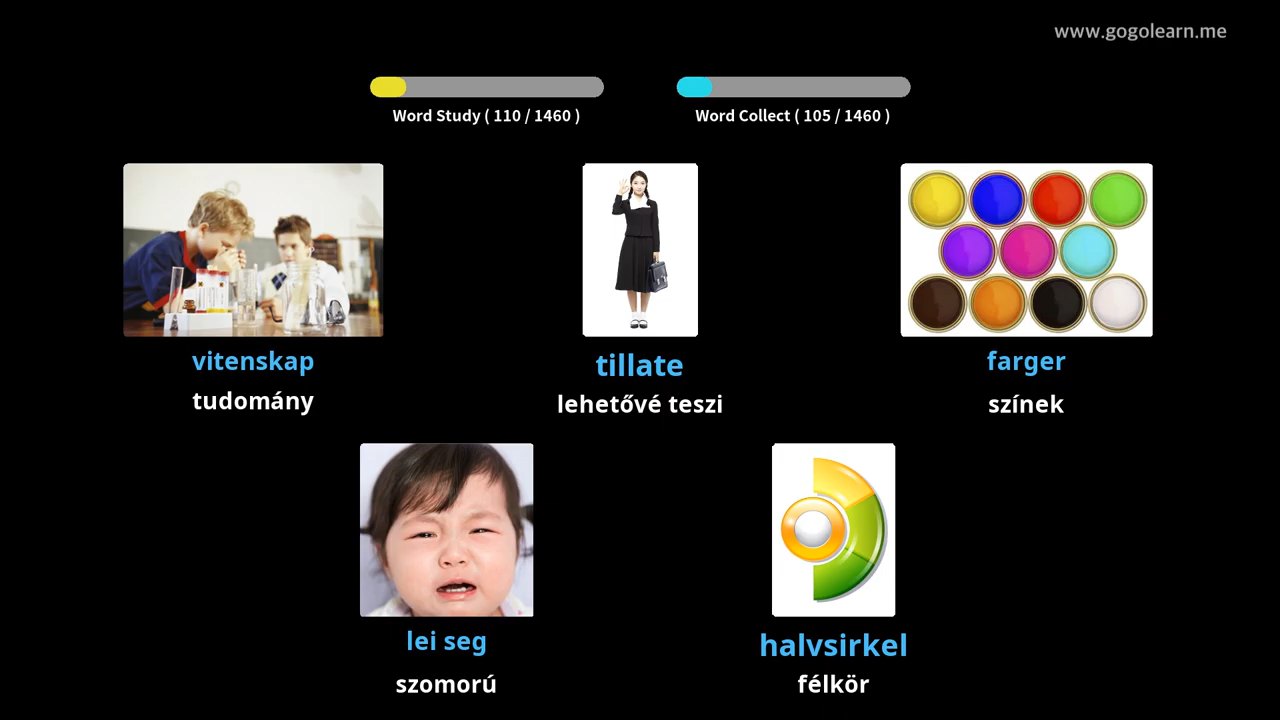 www.gogolearn.me
Word Study ( 110 / 1460 )
Word Collect ( 105 / 1460 )
vitenskap
tudomány
tillate
lehetővé teszi
farger
színek
lei seg
szomorú
halvsirkel
félkör